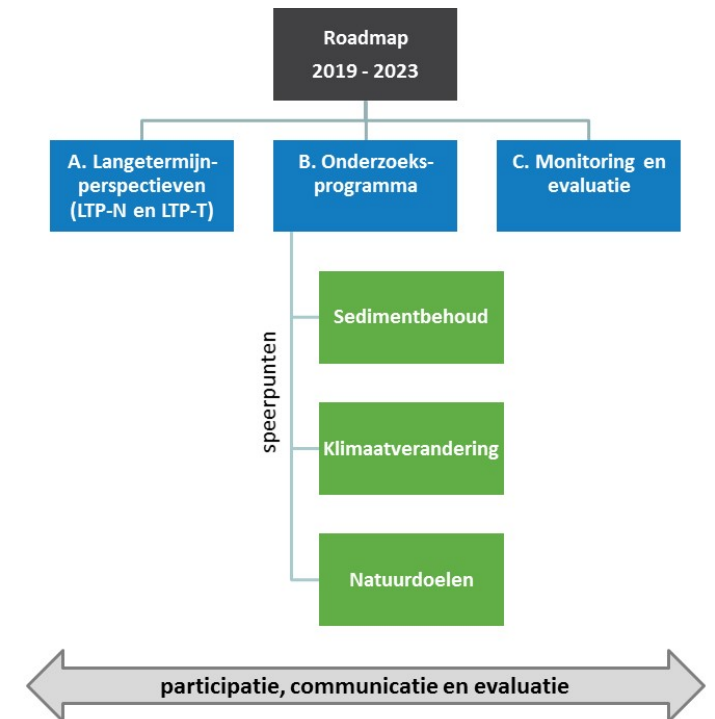 Roadmap
2019 - 2023
A. Langetermijn-
perspectieven
(LTP-N en LTP-T)
B. Onderzoeks-
programma
C. Monitoring en
evaluatie
speerpunten
Sedimentbehoud
Klimaatverandering
Natuurdoelen
participatie, communicatie en evaluatie